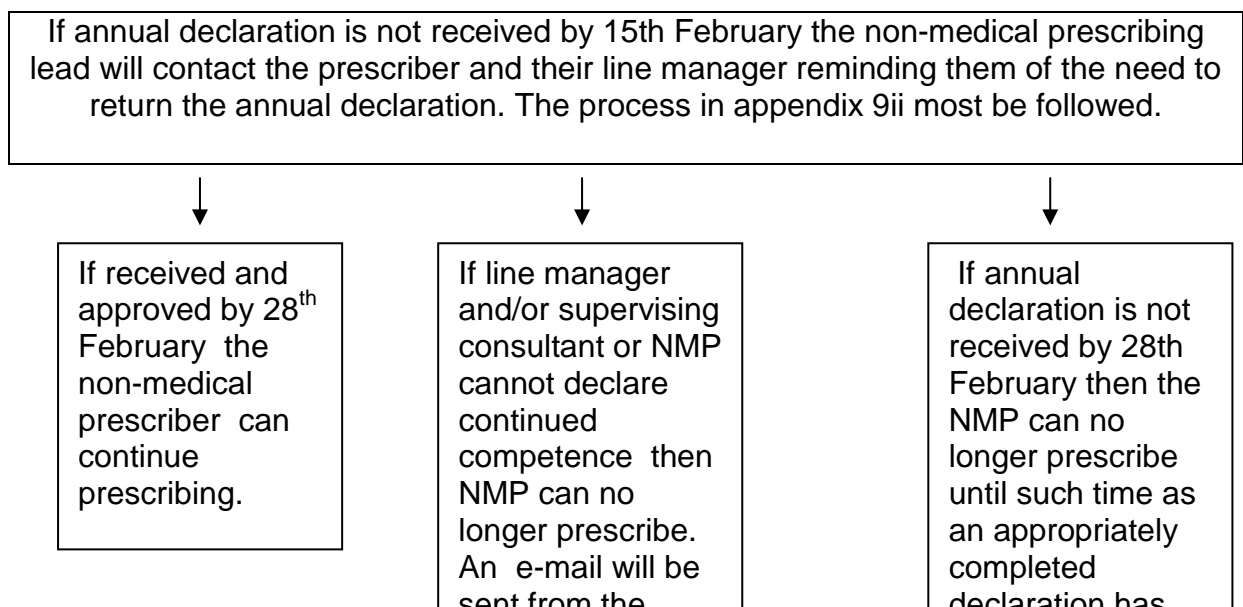 If annual declaration is not received by 15th February the non-medical prescribing
lead will contact the prescriber and their line manager reminding them of the need to
return the annual declaration. The process in appendix 9ii most be followed.
If received and
approved by 28th
February the
non-medical
prescriber can
continue
prescribing.
If line manager
and/or supervising
consultant or NMP
cannot declare
continued
competence then
NMP can no
longer prescribe.
An e-mail will be
sent from the
If annual
declaration is not
received by 28th
February then the
NMP can no
longer prescribe
until such time as
an appropriately
completed
declaration has